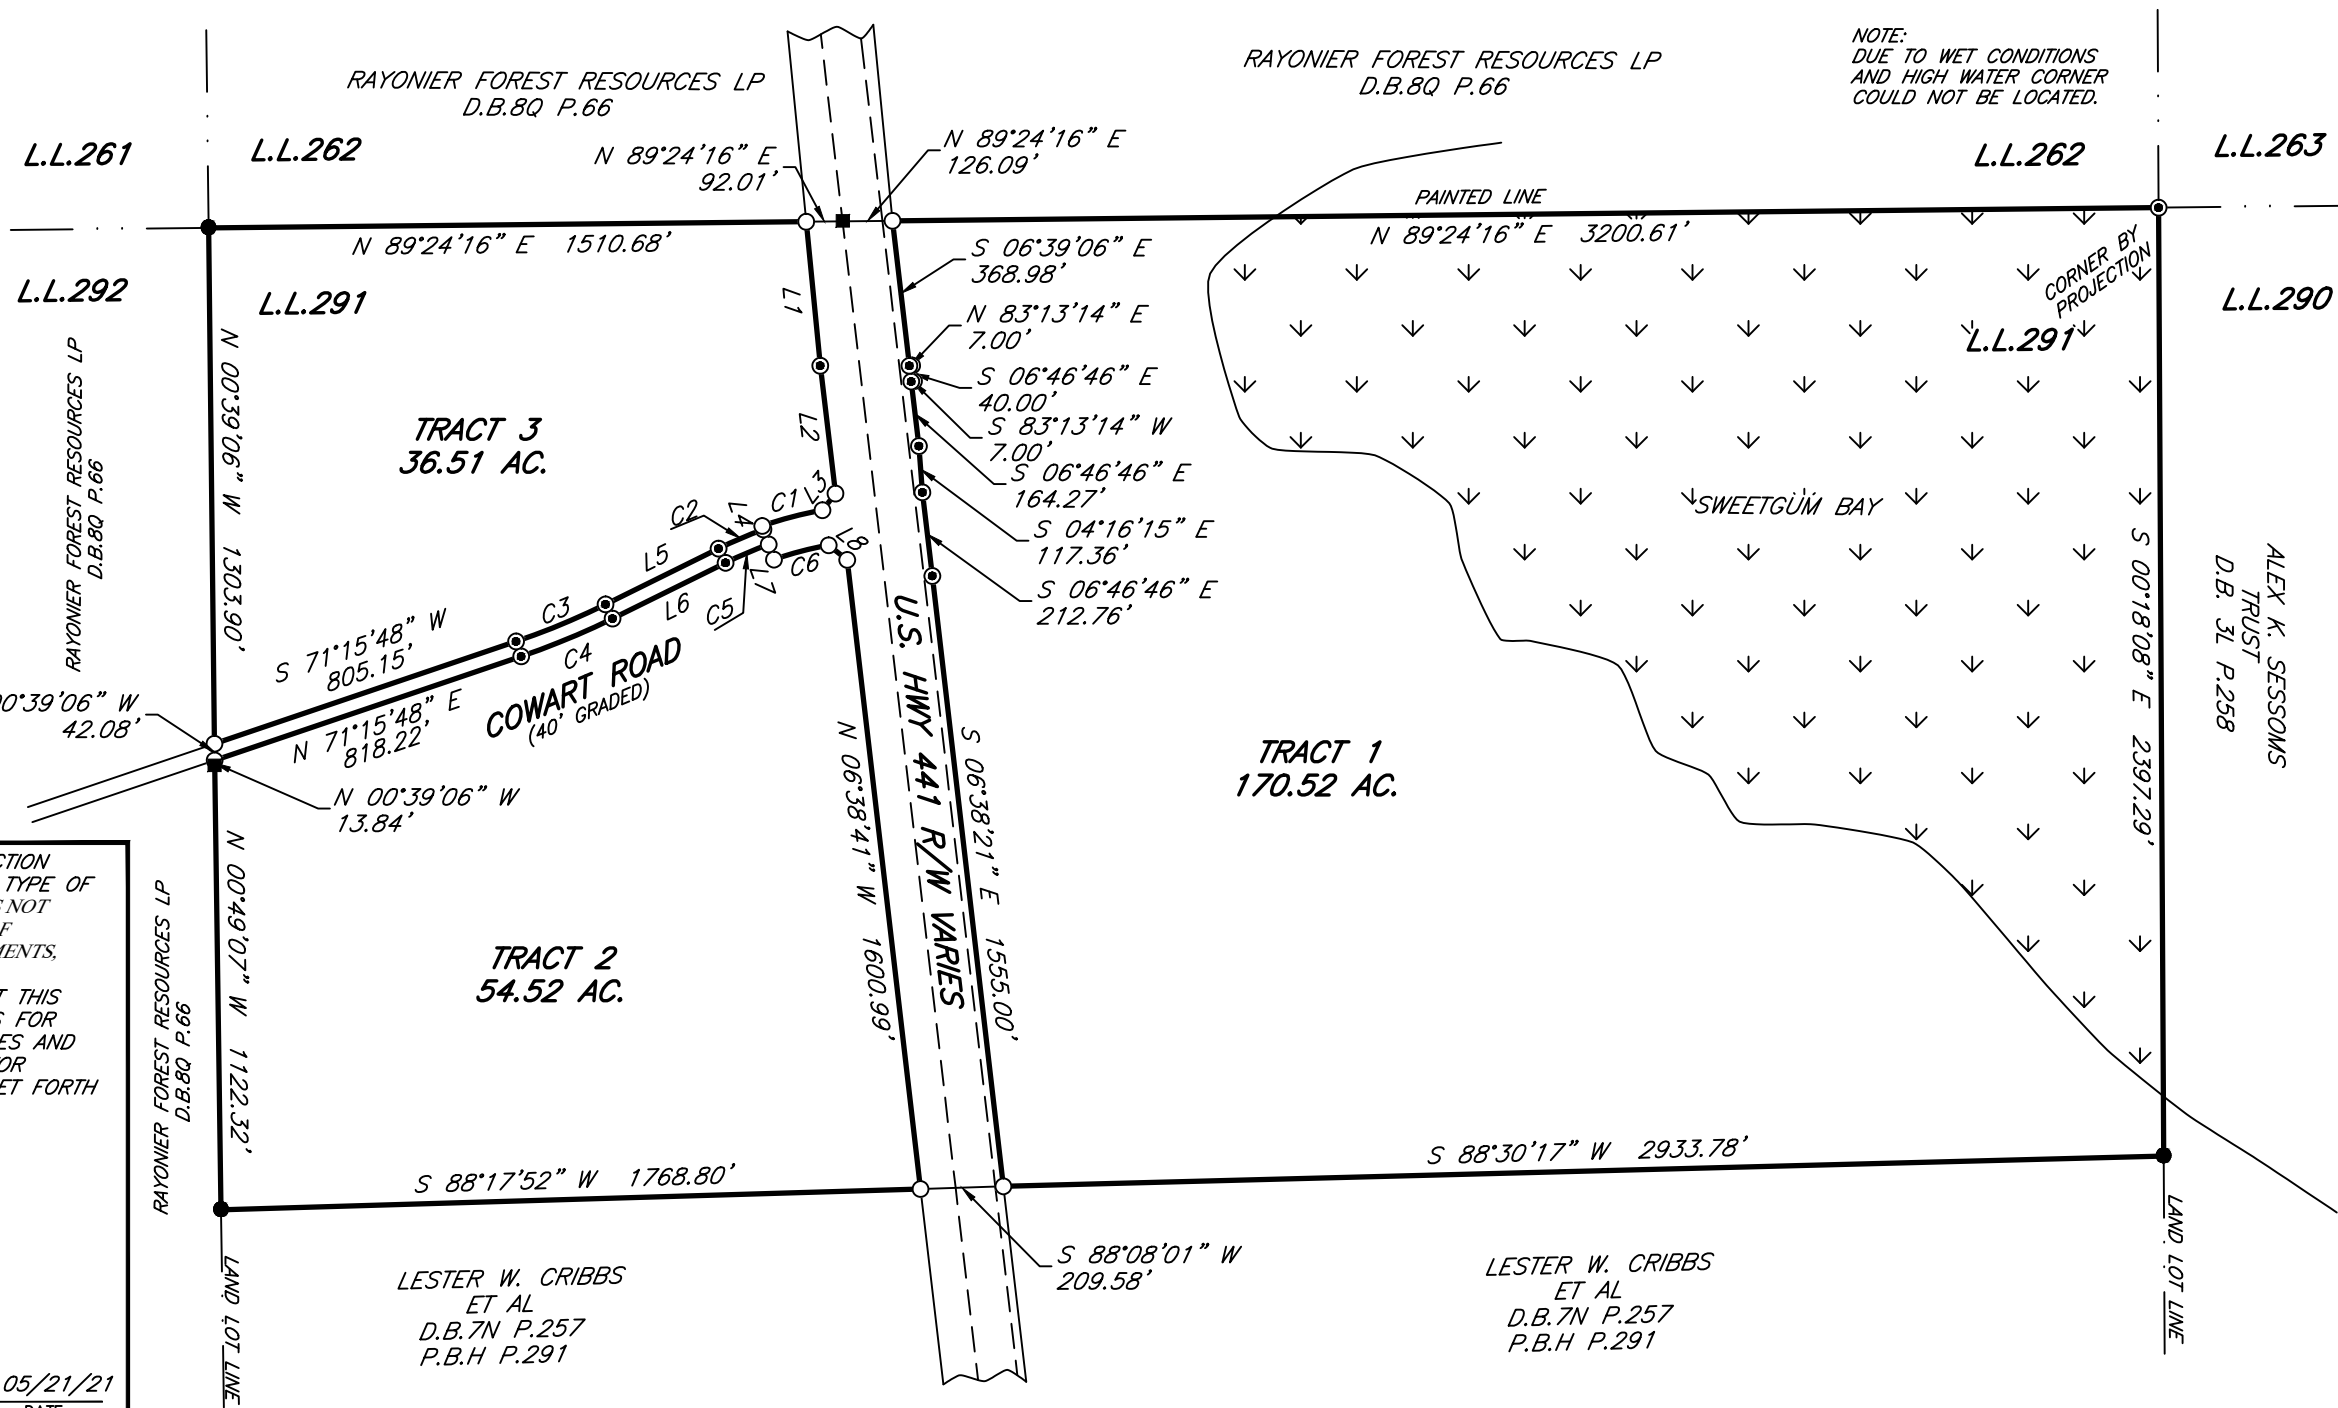 NOTE:
DUE TO WET CONDITIONS
AND HIGH WATER CORNER
COULD NOT BE LOCATED.
RAYONIER FOREST RESOURCES LP
D.B.8Q P.66
RAYONIER FOREST RESOURCES LP
D.B.8Q P.66
L.L.261
L.L.262
N 89°24'16" E
92.01'
N 89°24'16" E
126.09'
L.L.262
L.L.263
PAINTED LINE
N 89°24'16" E 1510.68'
N 89°24'16" E 3200.61'
CORNER BY
PROJECTION
L.L.292
L.L.291
L.L.291
L.L.290
S 06°39'06" E
368.98'
N 83°13'14" E
7.00'
S 06°46'46" E
40.00'
S 83°13'14" W
7.00'
S 06°46'46" E
164.27'
S 04°16'15" E
117.36'
S 06°46'46" E
212.76'
L1
L2
L3
C1
L4
C2
L5
C3
L8
C6
L7
C5
L6
C4
RAYONIER FOREST RESOURCES LP
D.B.8Q P.66
N 00°39'06" W 1303.90'
TRACT 3
36.51 AC.
SWEETGUM BAY
S 00°18'08" E 2397.29'
ALEX K. SESSOMS
TRUST
D.B. 3L P.258
S 71°15'48" W
805.15'
N 71°15'48" E
818.22'
COWART ROAD
(40' GRADED)
00°39'06" W
42.08'
N 00°39'06" W
13.84'
U.S. HWY 441 R/W VARIES
N 06°38'41" W 1600.99'
S 06°38'21" E 1555.00'
TRACT 1
170.52 AC.
N 00°49'07" W 1122.32'
TRACT 2
54.52 AC.
RAYONIER FOREST RESOURCES LP
D.B.8Q P.66
TYPE OF
NOT
THIS
FOR
AND
FORTH
05/21/21
S 88°17'52" W 1768.80'
S 88°30'17" W 2933.78'
S 88°08'01" W
209.58'
LESTER W. CRIBBS
ET AL
D.B.7N P.257
P.B.H P.291
LESTER W. CRIBBS
ET AL
D.B.7N P.257
P.B.H P.291
LAND LOT LINE
LAND LOT LINE